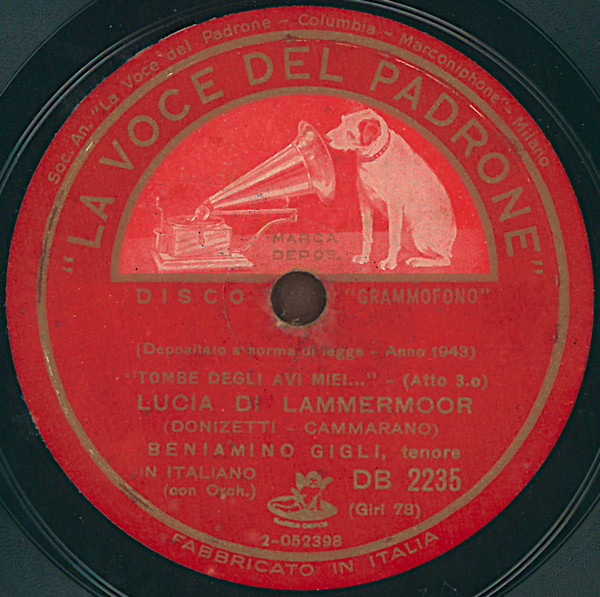 Soc. An. "La Voce del Padrone - Columbia - Marconiphone" - Milano
"LA VOCE DEL PADRONE"
MARCA
DEPOS.
DISCO "GRAMMOFONO"
(Depositato a norma di legge - Anno 1943)
"TOMBE DEGLI AVI MIEI..." - (Atto 3.o)
LUCIA DI LAMMERMOOR
(DONIZETTI - CAMMARANO)
BENIAMINO GIGLI, tenore
IN ITALIANO
(con Orch.)
DB 2235
(Giri 78)
MARCA DEPOS.
2-052398
FABBRICATO IN ITALIA